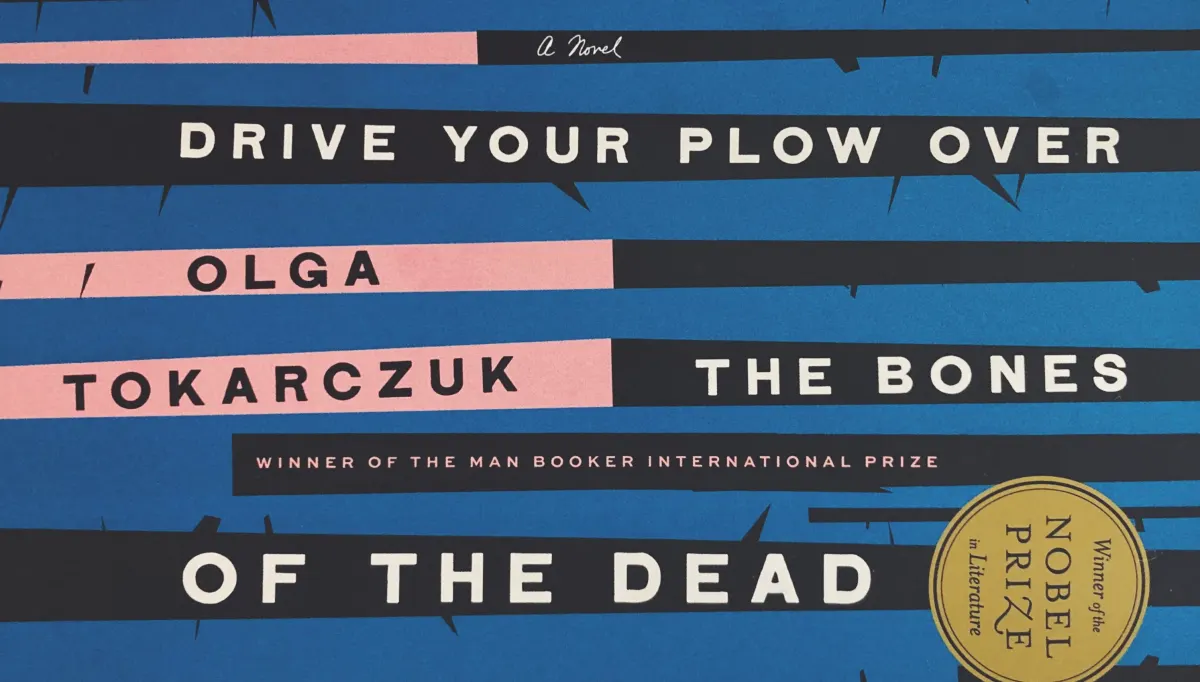 A Novel
DRIVE YOUR PLOW OVER
OLGA
TOKARCZUK
THE BONES
WINNER OF THE MAN BOOKER INTERNATIONAL PRIZE
OF THE DEAD
Winner of the
NOBEL
PRIZE
in Literature